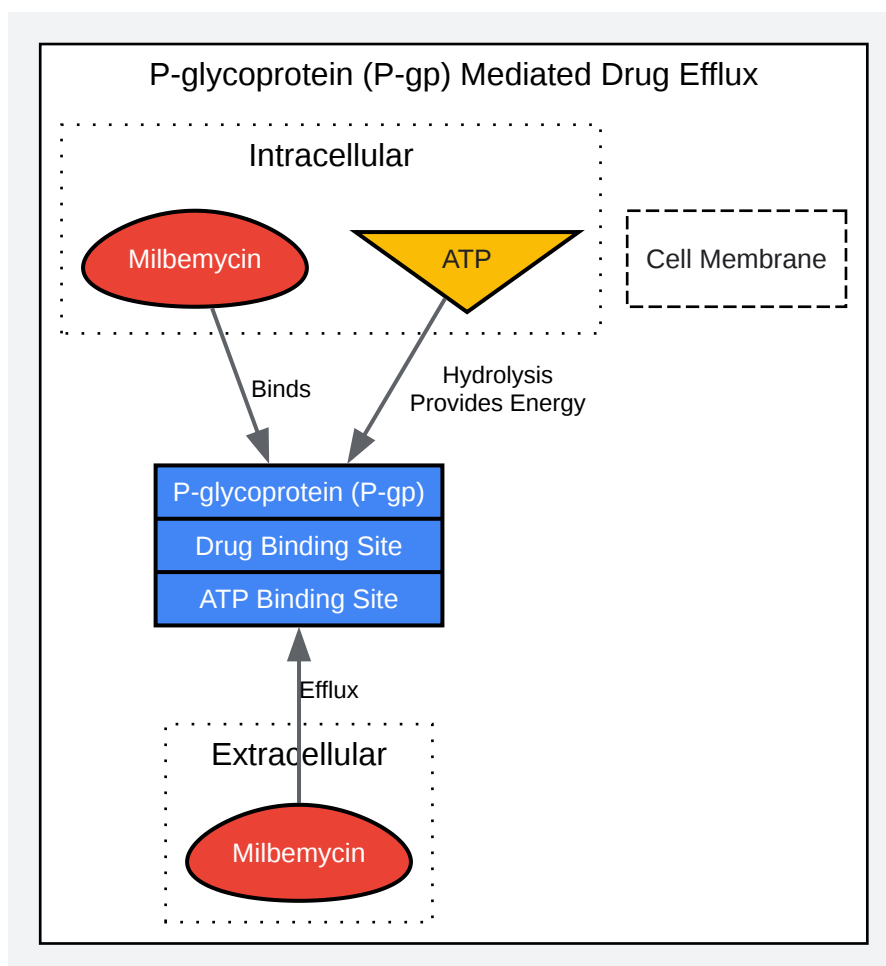 P-glycoprotein (P-gp) Mediated Drug Efflux
Intracellular
Milbemycin
ATP
Cell Membrane
Binds
Hydrolysis
Provides Energy
P-glycoprotein (P-gp)
Drug Binding Site
ATP Binding Site
Efflux
Extracellular
Milbemycin